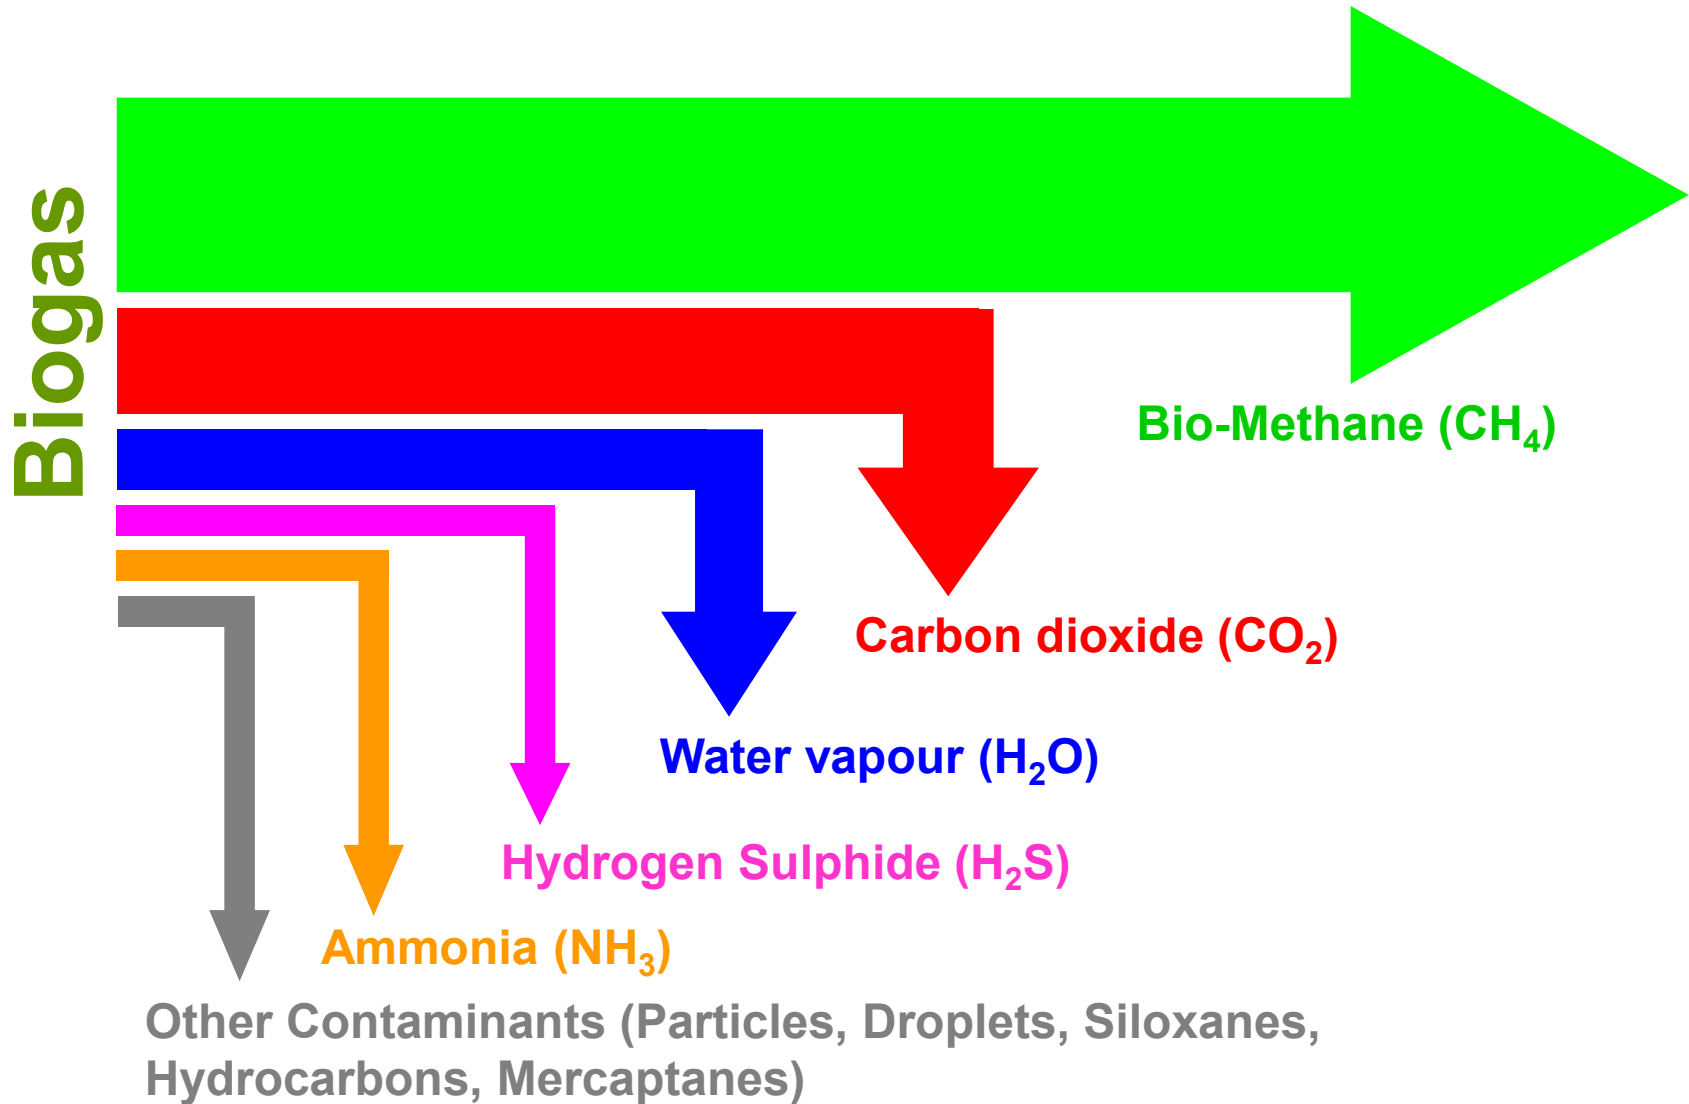 Biogas
Bio-Methane (CH₄)
Carbon dioxide (CO₂)
Water vapour (H₂O)
Hydrogen Sulphide (H₂S)
Ammonia (NH₃)
Other Contaminants (Particles, Droplets, Siloxanes,
Hydrocarbons, Mercaptanes)